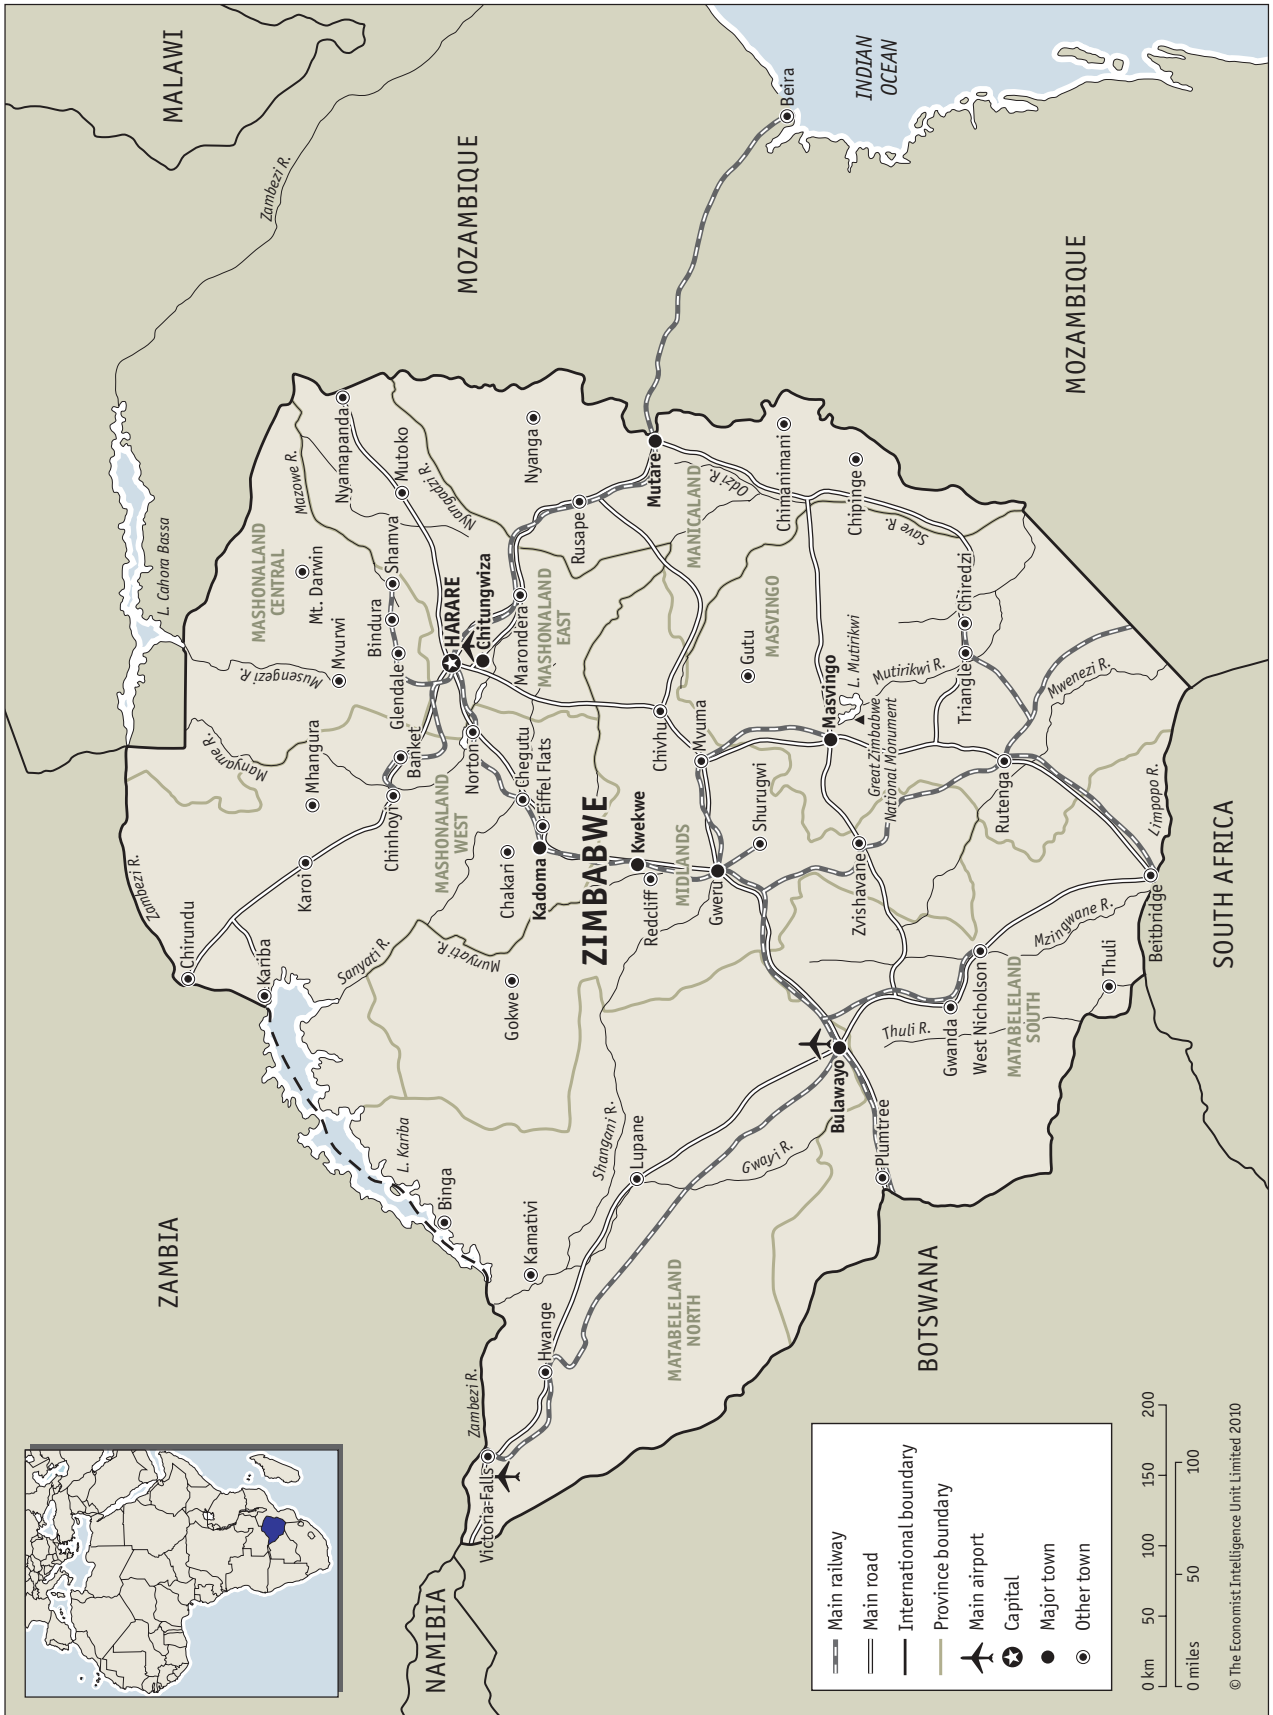 MALAWI
Zambezi R.
MOZAMBIQUE
INDIAN
OCEAN
Beira
MOZAMBIQUE
ZAMBIA
NAMIBIA
BOTSWANA
SOUTH AFRICA
L. Cahora Bassa
Zambezi R.
Chirundu
Kariba
Karoi
Manyame R.
Musengezi R.
Mhangura
Mvurwi
MASHONALAND
CENTRAL
Mt. Darwin
Mazowe R.
Nyamapanda
Mutoko
Nyangadzi R.
Shamva
Bindura
Glendale
Banket
Chinhoyi
MASHONALAND
WEST
HARARE
Chitungwiza
Norton
Marondera
MASHONALAND
EAST
Nyanga
Rusape
Mutare
Chegutu
Eiffel Flats
Chakari
Kadoma
Sanyati R.
Munyati R.
Gokwe
ZIMBABWE
Kwekwe
Redcliff
MIDLANDS
Gweru
Chivhu
Mvuma
Shurugwi
MANICALAND
Odzi R.
Chimanimani
Chipinge
Save R.
Gutu
MASVINGO
Masvingo
L. Mutirikwi
Mutirikwi R.
Great Zimbabwe
National Monument
Zvishavane
Chiredzi
Triangle
Mwenezi R.
Rutenga
Limpopo R.
Beitbridge
Mzingwane R.
Thuli
West Nicholson
Gwanda
MATABELELAND
SOUTH
Thuli R.
Bulawayo
Plumtree
Gwayi R.
Shangani R.
Lupane
L. Kariba
Binga
Kamativi
Hwange
MATABELELAND
NORTH
Zambezi R.
Victoria Falls
Main railway
Main road
International boundary
Province boundary
Main airport
Capital
Major town
Other town
0 km 50 100 150 200
0 miles 50 100
© The Economist Intelligence Unit Limited 2010